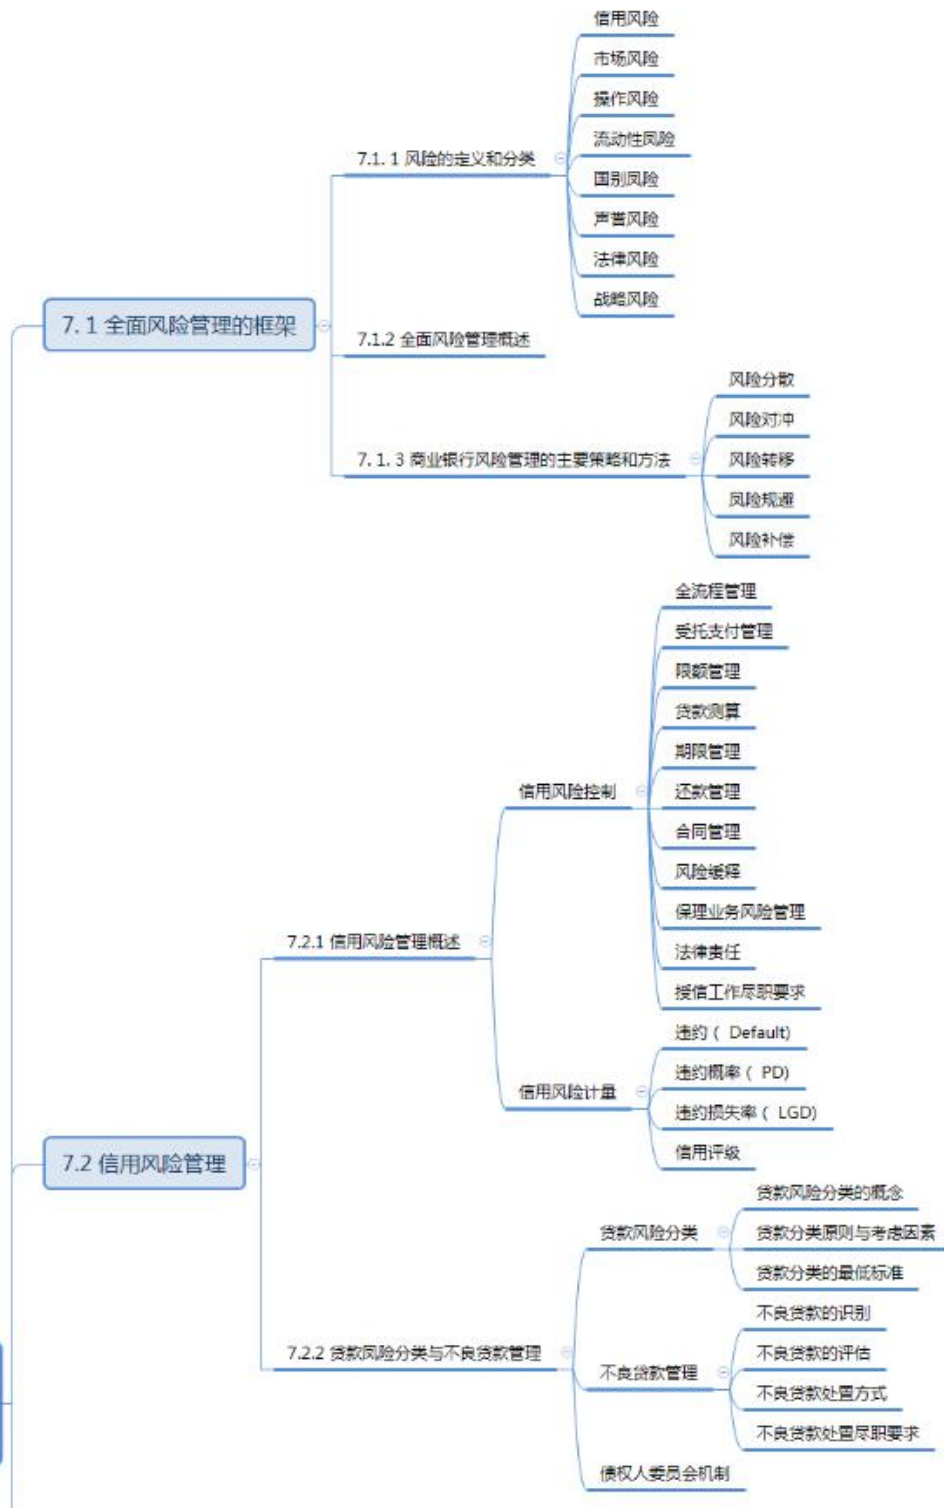 7. 1 全面风险管理的框架
7.1. 1 风险的定义和分类
信用风险
市场风险
操作风险
流动性风险
国别风险
声誉风险
法律风险
战略风险
7.1.2 全面风险管理概述
7. 1. 3 商业银行风险管理的主要策略和方法
风险分散
风险对冲
风险转移
风险规避
风险补偿
7.2 信用风险管理
7.2.1 信用风险管理概述
信用风险控制
全流程管理
受托支付管理
限额管理
贷款测算
期限管理
还款管理
合同管理
风险缓释
保理业务风险管理
法律责任
授信工作尽职要求
信用风险计量
违约 ( Default)
违约概率 ( PD)
违约损失率 ( LGD)
信用评级
7.2.2 贷款风险分类与不良贷款管理
贷款风险分类
贷款风险分类的概念
贷款分类原则与考虑因素
贷款分类的最低标准
不良贷款管理
不良贷款的识别
不良贷款的评估
不良贷款处置方式
不良贷款处置尽职要求
债权人委员会机制